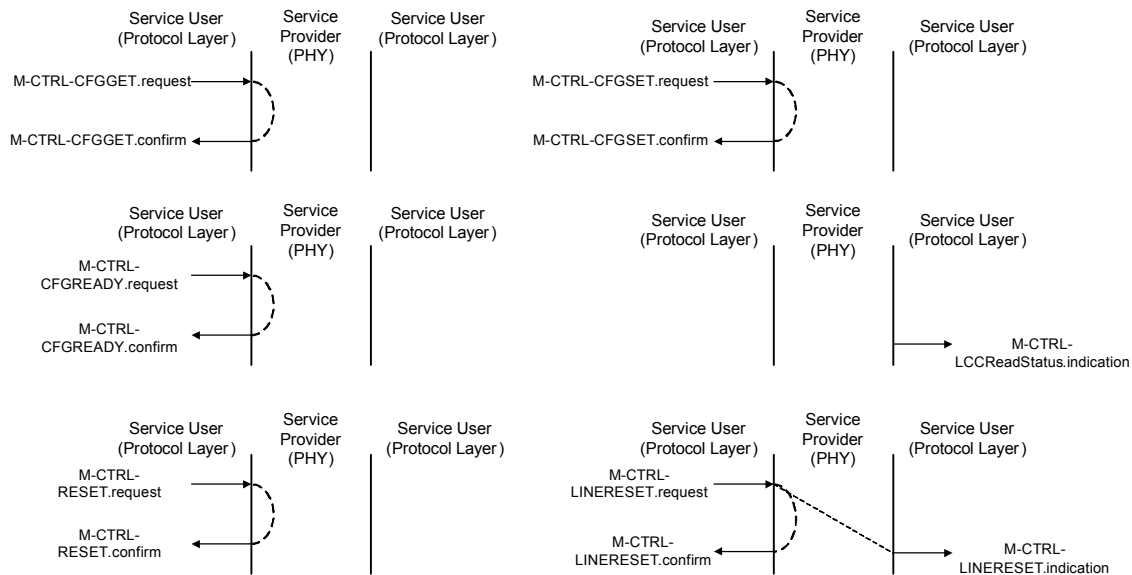 Service User
(Protocol Layer)
Service
Provider
(PHY)
Service User
(Protocol Layer)
M-CTRL-CFGGET.request
M-CTRL-CFGGET.confirm
Service User
(Protocol Layer)
Service
Provider
(PHY)
Service User
(Protocol Layer)
M-CTRL-CFGSET.request
M-CTRL-CFGSET.confirm
Service User
(Protocol Layer)
Service
Provider
(PHY)
Service User
(Protocol Layer)
M-CTRL-
CFGREADY.request
M-CTRL-
CFGREADY.confirm
Service User
(Protocol Layer)
Service
Provider
(PHY)
Service User
(Protocol Layer)
M-CTRL-
LCCReadStatus.indication
Service User
(Protocol Layer)
Service
Provider
(PHY)
Service User
(Protocol Layer)
M-CTRL-
RESET.request
M-CTRL-
RESET.confirm
Service User
(Protocol Layer)
Service
Provider
(PHY)
Service User
(Protocol Layer)
M-CTRL-
LINERESET.request
M-CTRL-
LINERESET.confirm
M-CTRL-
LINERESET.indication